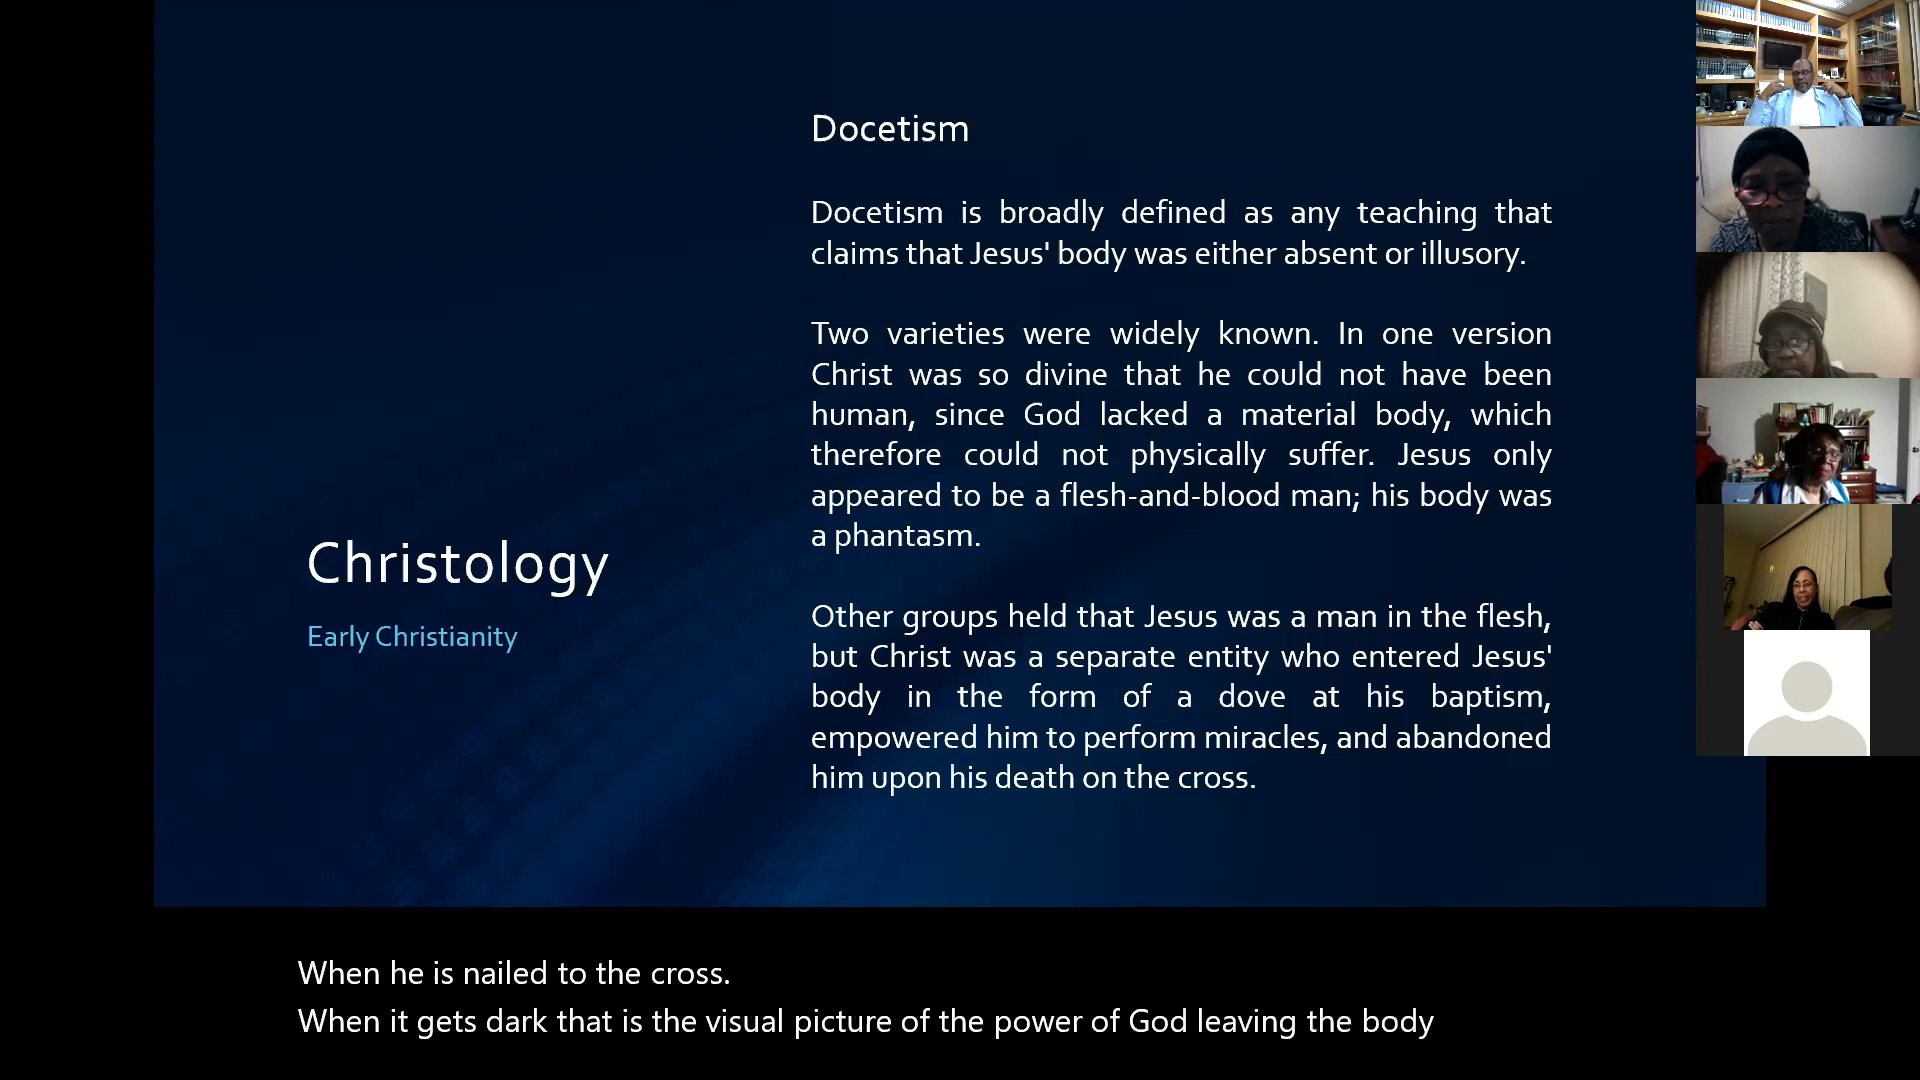 Christology
Early Christianity
Docetism
Docetism is broadly defined as any teaching that
claims that Jesus' body was either absent or illusory.
Two varieties were widely known. In one version
Christ was so divine that he could not have been
human, since God lacked a material body, which
therefore could not physically suffer. Jesus only
appeared to be a flesh-and-blood man; his body was
a phantasm.
Other groups held that Jesus was a man in the flesh,
but Christ was a separate entity who entered Jesus'
body in the form of a dove at his baptism,
empowered him to perform miracles, and abandoned
him upon his death on the cross.
When he is nailed to the cross.
When it gets dark that is the visual picture of the power of God leaving the body